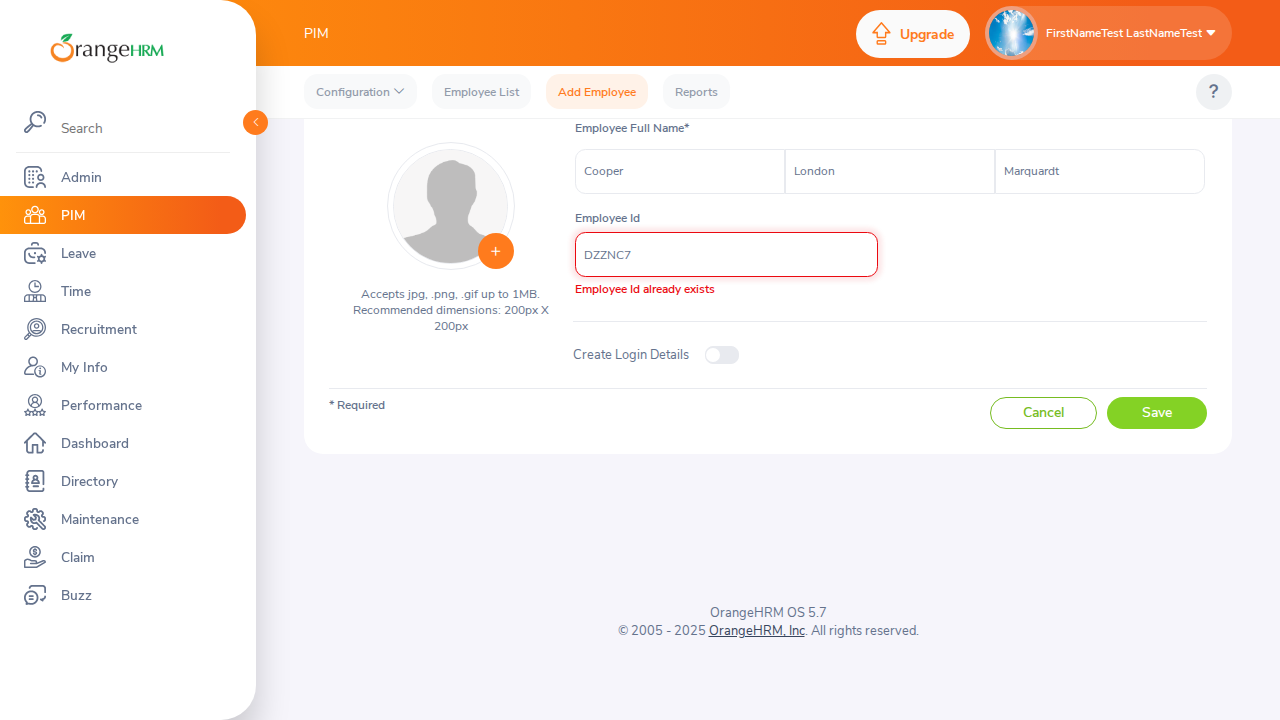 OrangeHRM
Search
Admin
PIM
Leave
Time
Recruitment
My Info
Performance
Dashboard
Directory
Maintenance
Claim
Buzz
PIM
Upgrade
FirstNameTest LastNameTest
Configuration
Employee List
Add Employee
Reports
?
+
Accepts jpg, .png, .gif up to 1MB.
Recommended dimensions: 200px X
200px
Employee Full Name*
Cooper London Marquardt
Employee Id
DZZNC7
Employee Id already exists
Create Login Details
* Required
Cancel
Save
OrangeHRM OS 5.7
© 2005 - 2025 OrangeHRM, Inc. All rights reserved.